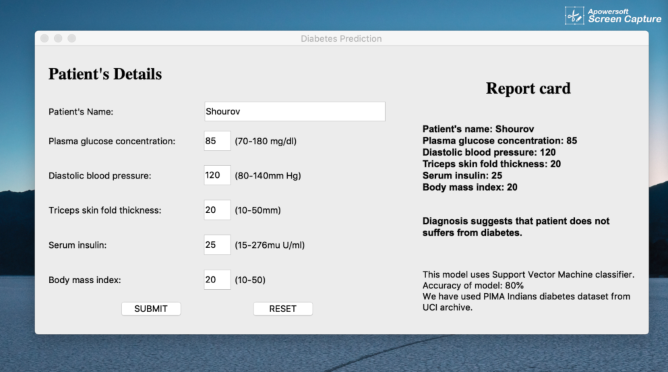 Apowersoft
Screen Capture
Diabetes Prediction
Patient's Details
Patient's Name:
Shourov
Plasma glucose concentration:
85
(70-180 mg/dl)
Diastolic blood pressure:
120
(80-140mm Hg)
Triceps skin fold thickness:
20
(10-50mm)
Serum insulin:
25
(15-276mu U/ml)
Body mass index:
20
(10-50)
SUBMIT
RESET
Report card
Patient's name: Shourov
Plasma glucose concentration: 85
Diastolic blood pressure: 120
Triceps skin fold thickness: 20
Serum insulin: 25
Body mass index: 20
Diagnosis suggests that patient does not
suffers from diabetes.
This model uses Support Vector Machine classifier.
Accuracy of model: 80%
We have used PIMA Indians diabetes dataset from
UCI archive.